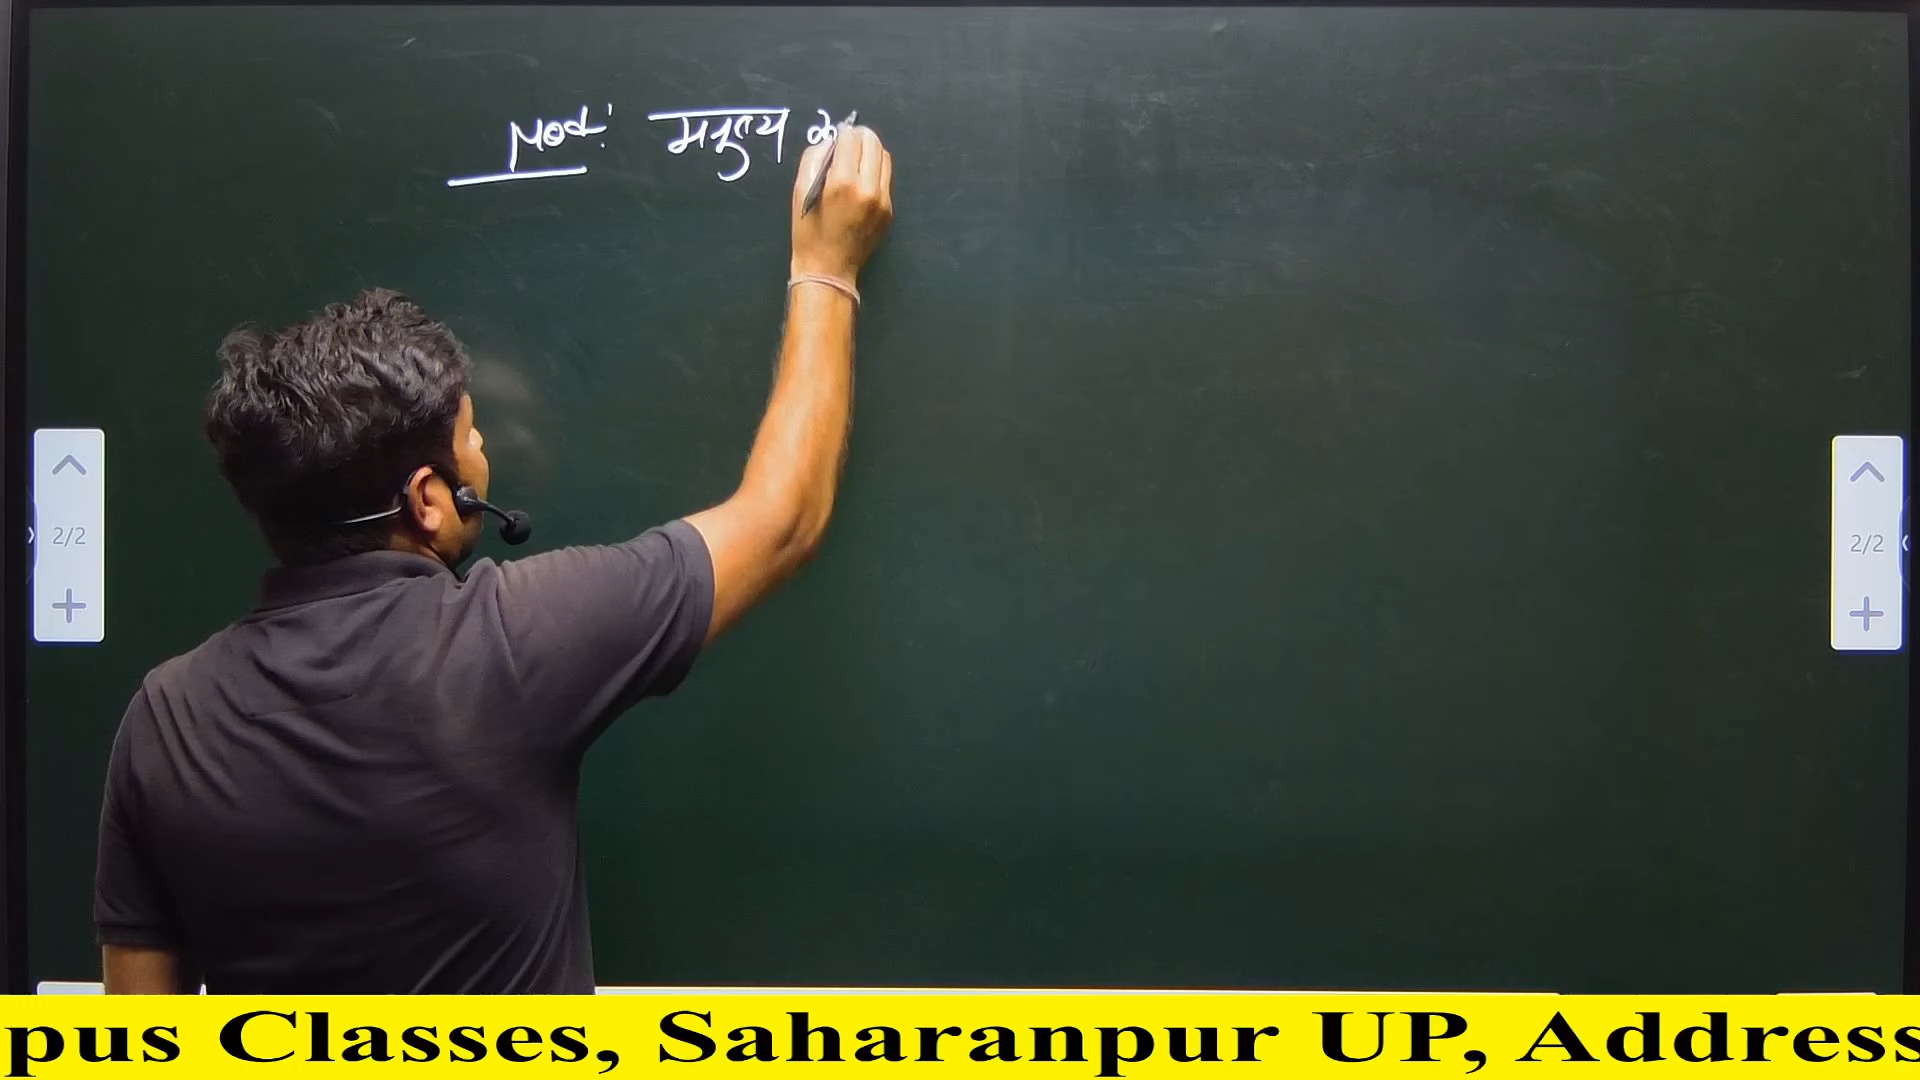 Mod: मनुष्य के
2/2
2/2
pus Classes, Saharanpur UP, Address